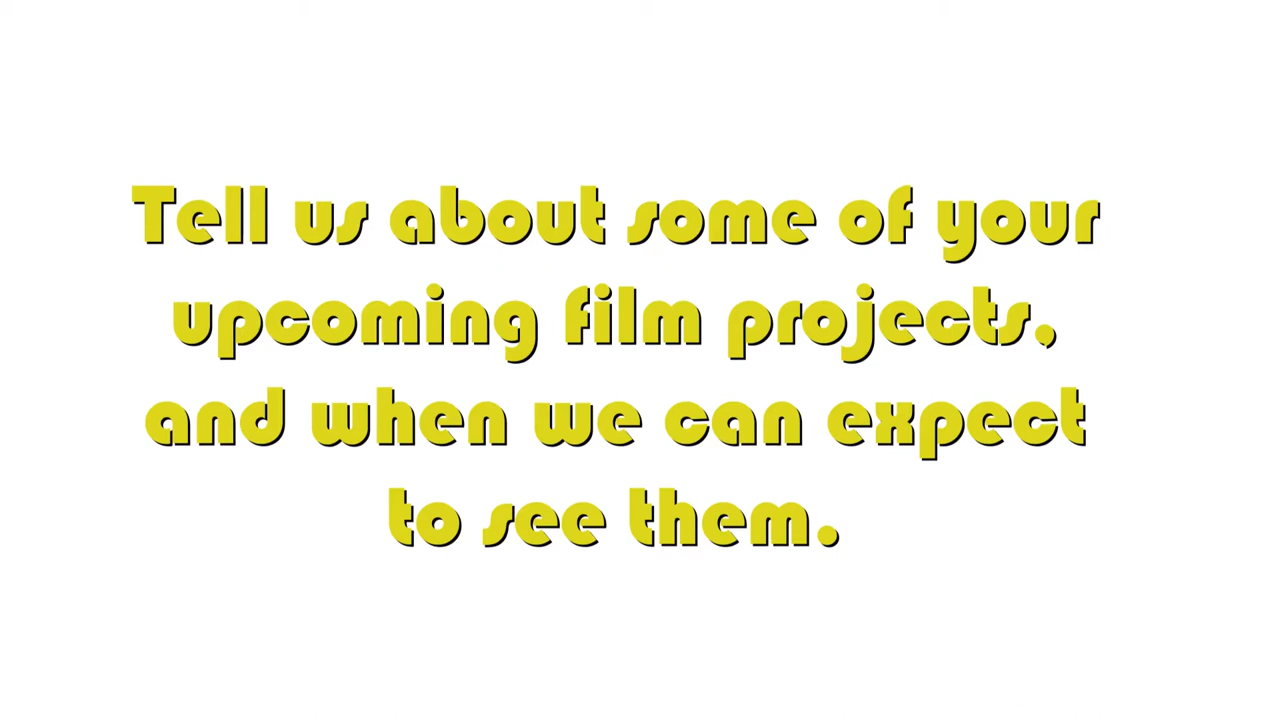 Tell us about some of your
upcoming film projects,
and when we can expect
to see them.